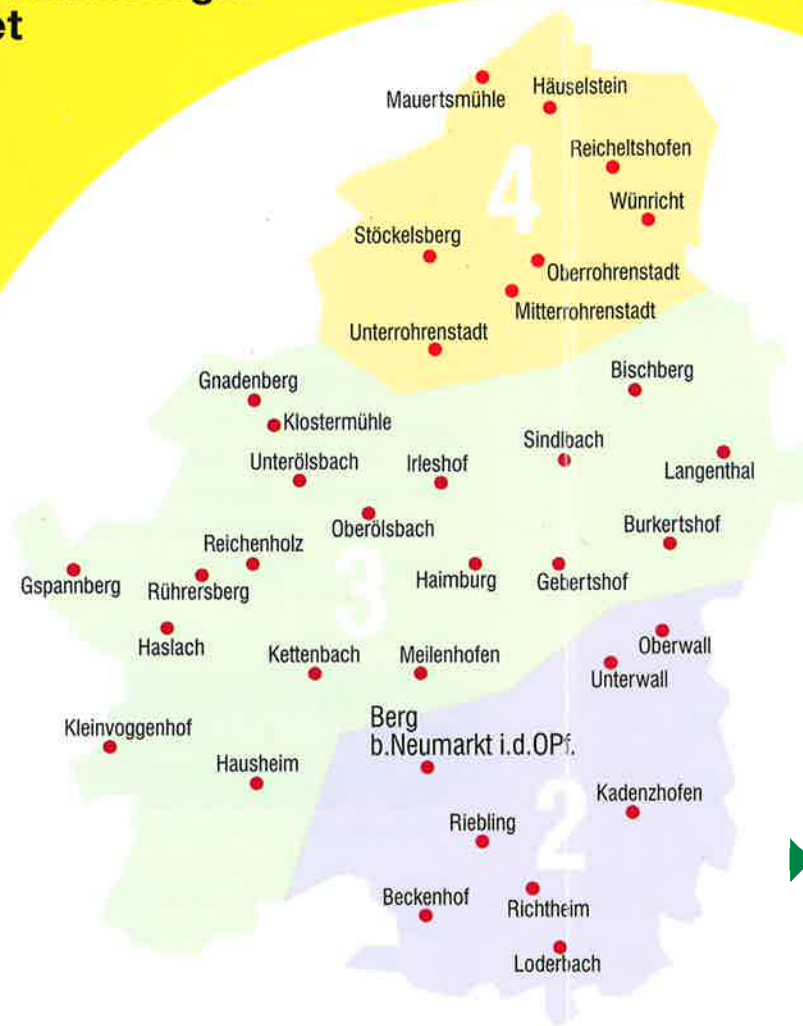 et
Mauertsmühle
Häuselstein
Reicheltshofen
4
Wünricht
Stöckelsberg
Oberrohrenstadt
Mitterrohrenstadt
Unterrohrenstadt
Bischberg
Gnadenberg
Klostermühle
Sindlbach
Unterölsbach
Irleshof
Langenthal
Oberölsbach
Burkertshof
Reichenholz
3
Gspannberg
Rührersberg
Haimburg
Gebertshof
Haslach
Oberwall
Kettenbach
Meilenhofen
Unterwall
Berg
b.Neumarkt i.d.OPf.
Kleinvoggenhof
Hausheim
2
Kadenzhofen
Riebling
Beckenhof
Richtheim
Loderbach